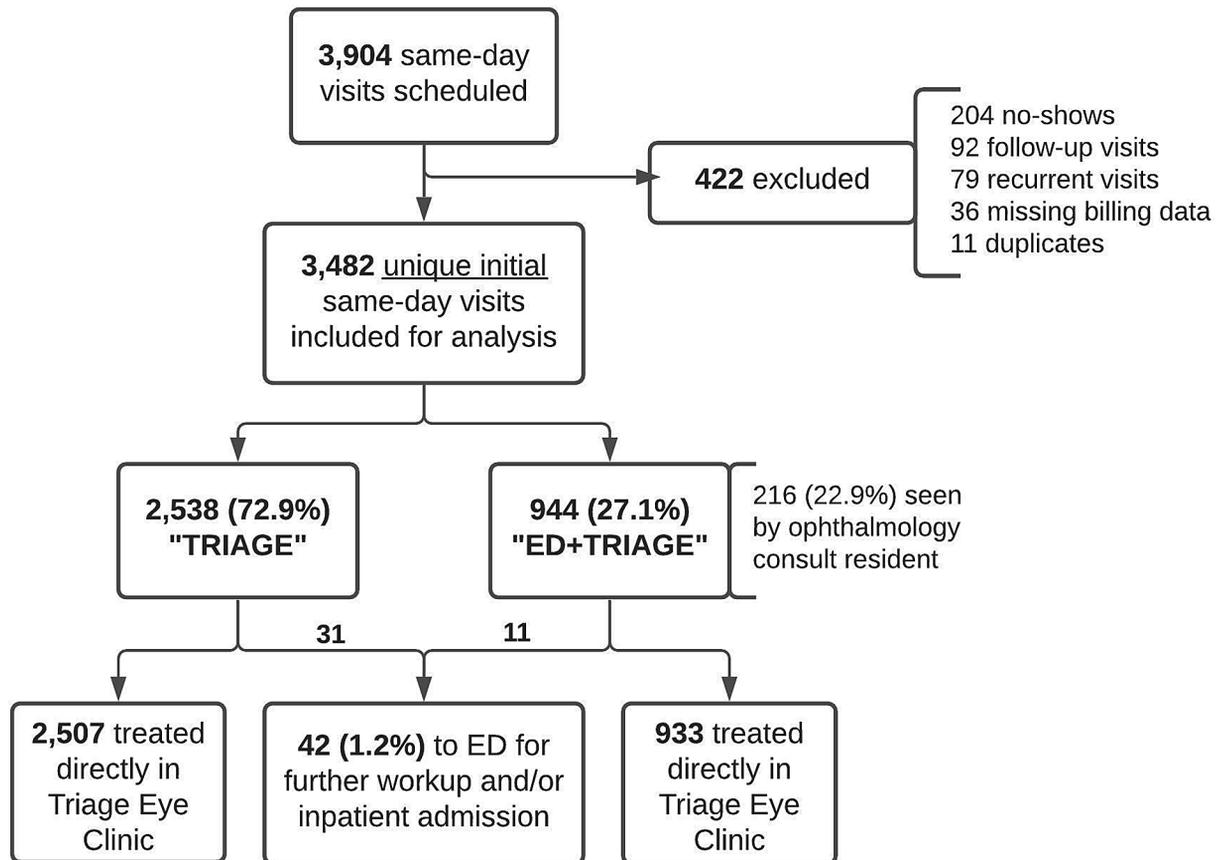 3,904 same-day
visits scheduled
422 excluded
204 no-shows
92 follow-up visits
79 recurrent visits
36 missing billing data
11 duplicates
3,482 unique initial
same-day visits
included for analysis
2,538 (72.9%)
"TRIAGE"
944 (27.1%)
"ED+TRIAGE"
216 (22.9%) seen
by ophthalmology
consult resident
31
11
2,507 treated
directly in
Triage Eye
Clinic
42 (1.2%) to ED for
further workup and/or
inpatient admission
933 treated
directly in
Triage Eye
Clinic